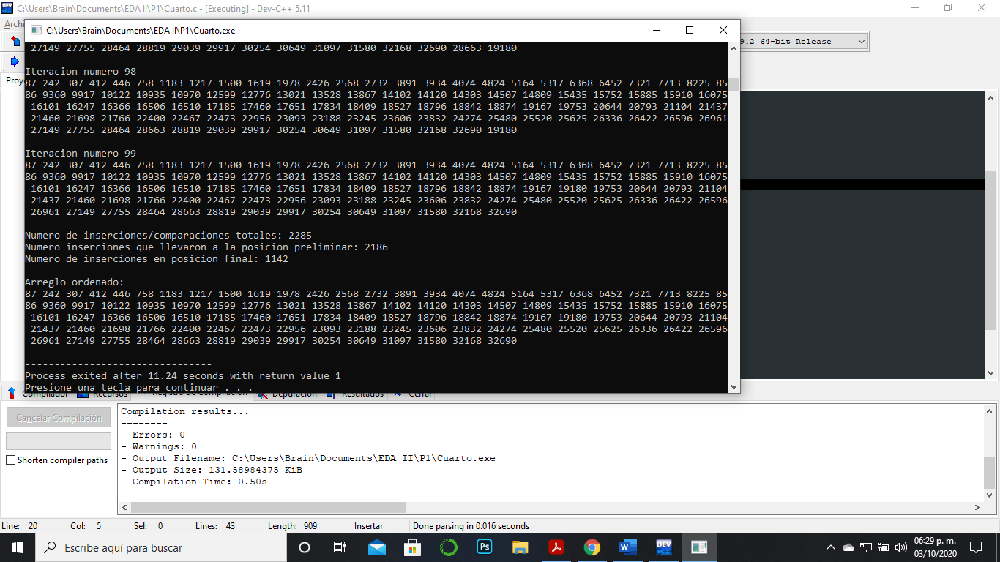 C:\Users\Brain\Documents\EDA II\P1\Cuarto.c - [Executing] - Dev-C++ 5.11
Archi
C:\Users\Brain\Documents\EDA II\P1\Cuarto.exe
9.2 64-bit Release
Proy
27149 27755 28464 28819 29039 29917 30254 30649 31097 31580 32168 32690 28663 19180
Iteracion numero 98
87 242 307 412 446 758 1183 1217 1500 1619 1978 2426 2568 2732 3891 3934 4074 4824 5164 5317 6368 6452 7321 7713 8225 85
86 9360 9917 10122 10935 10970 12599 12776 13021 13528 13867 14102 14120 14303 14507 14809 15435 15752 15885 15910 16075
16101 16247 16366 16506 16510 17185 17460 17651 17834 18409 18527 18796 18842 18874 19167 19753 20644 20793 21104 21437
21460 21698 21766 22400 22467 22473 22956 23093 23188 23245 23606 23832 24274 25480 25520 25625 26336 26422 26596 26961
27149 27755 28464 28663 28819 29039 29917 30254 30649 31097 31580 32168 32690 19180
Iteracion numero 99
87 242 307 412 446 758 1183 1217 1500 1619 1978 2426 2568 2732 3891 3934 4074 4824 5164 5317 6368 6452 7321 7713 8225 85
86 9360 9917 10122 10935 10970 12599 12776 13021 13528 13867 14102 14120 14303 14507 14809 15435 15752 15885 15910 16075
16101 16247 16366 16506 16510 17185 17460 17651 17834 18409 18527 18796 18842 18874 19167 19180 19753 20644 20793 21104
21437 21460 21698 21766 22400 22467 22473 22956 23093 23188 23245 23606 23832 24274 25480 25520 25625 26336 26422 26596
26961 27149 27755 28464 28663 28819 29039 29917 30254 30649 31097 31580 32168 32690
Numero de inserciones/comparaciones totales: 2285
Numero inserciones que llevaron a la posicion preliminar: 2186
Numero de inserciones en posicion final: 1142
Arreglo ordenado:
87 242 307 412 446 758 1183 1217 1500 1619 1978 2426 2568 2732 3891 3934 4074 4824 5164 5317 6368 6452 7321 7713 8225 85
86 9360 9917 10122 10935 10970 12599 12776 13021 13528 13867 14102 14120 14303 14507 14809 15435 15752 15885 15910 16075
16101 16247 16366 16506 16510 17185 17460 17651 17834 18409 18527 18796 18842 18874 19167 19180 19753 20644 20793 21104
21437 21460 21698 21766 22400 22467 22473 22956 23093 23188 23245 23606 23832 24274 25480 25520 25625 26336 26422 26596
26961 27149 27755 28464 28663 28819 29039 29917 30254 30649 31097 31580 32168 32690
--------------------------------
Process exited after 11.24 seconds with return value 1
Presione una tecla para continuar . . .
Compilador Recursos Registro de Compilación Depuración Resultados Cerrar
Cancelar Compilación
Shorten compiler paths
Compilation results...
--------
- Errors: 0
- Warnings: 0
- Output Filename: C:\Users\Brain\Documents\EDA II\P1\Cuarto.exe
- Output Size: 131.58984375 KiB
- Compilation Time: 0.50s
Line: 20 Col: 5 Sel: 0 Lines: 43 Length: 909 Insertar Done parsing in 0.016 seconds
Escribe aquí para buscar
Ps
W
DEV
06:29 p. m.
03/10/2020